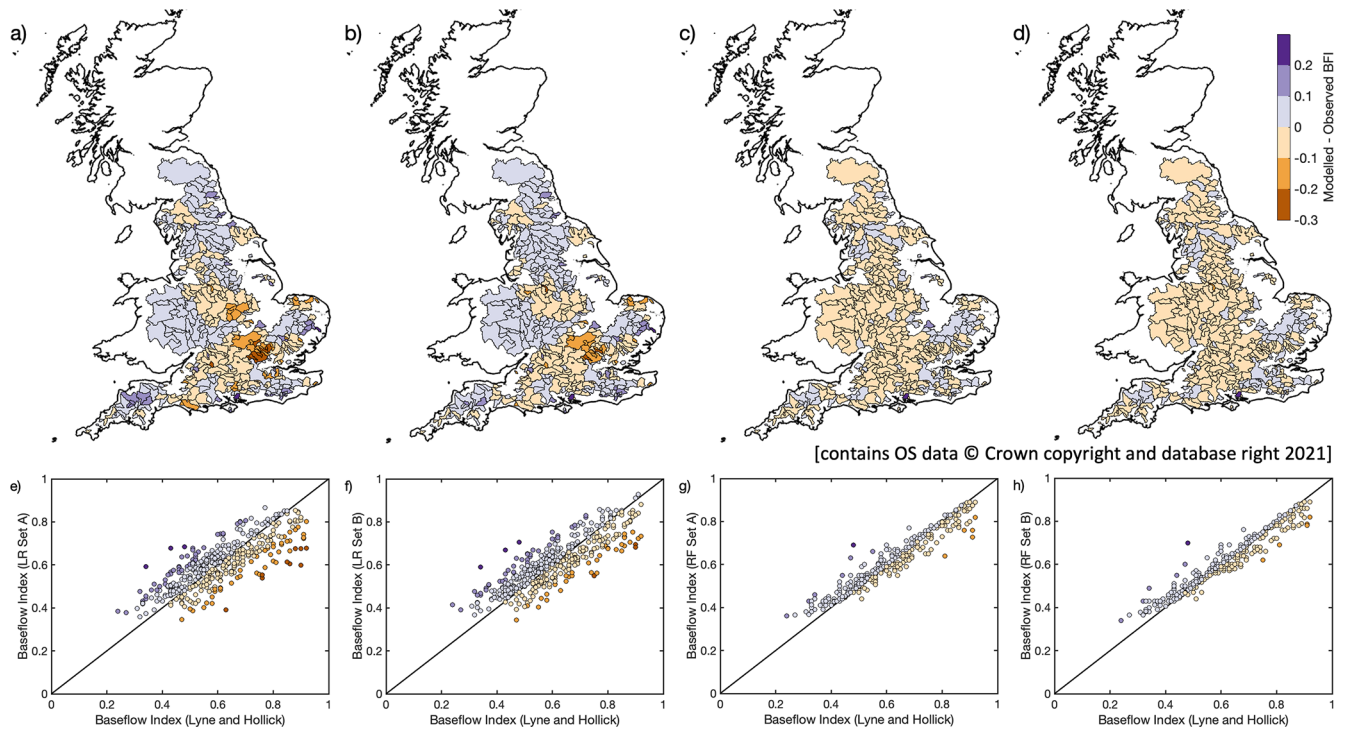 a)
b)
c)
d)
0.2
0.1
0
-0.1
-0.2
-0.3
Modelled - Observed BFI
[contains OS data © Crown copyright and database right 2021]
e)
1
0.8
0.6
0.4
0.2
0
0 0.2 0.4 0.6 0.8 1
Baseflow Index (LR Set A)
Baseflow Index (Lyne and Hollick)
f)
1
0.8
0.6
0.4
0.2
0
0 0.2 0.4 0.6 0.8 1
Baseflow Index (LR Set B)
Baseflow Index (Lyne and Hollick)
g)
1
0.8
0.6
0.4
0.2
0
0 0.2 0.4 0.6 0.8 1
Baseflow Index (RF Set A)
Baseflow Index (Lyne and Hollick)
h)
1
0.8
0.6
0.4
0.2
0
0 0.2 0.4 0.6 0.8 1
Baseflow Index (RF Set B)
Baseflow Index (Lyne and Hollick)